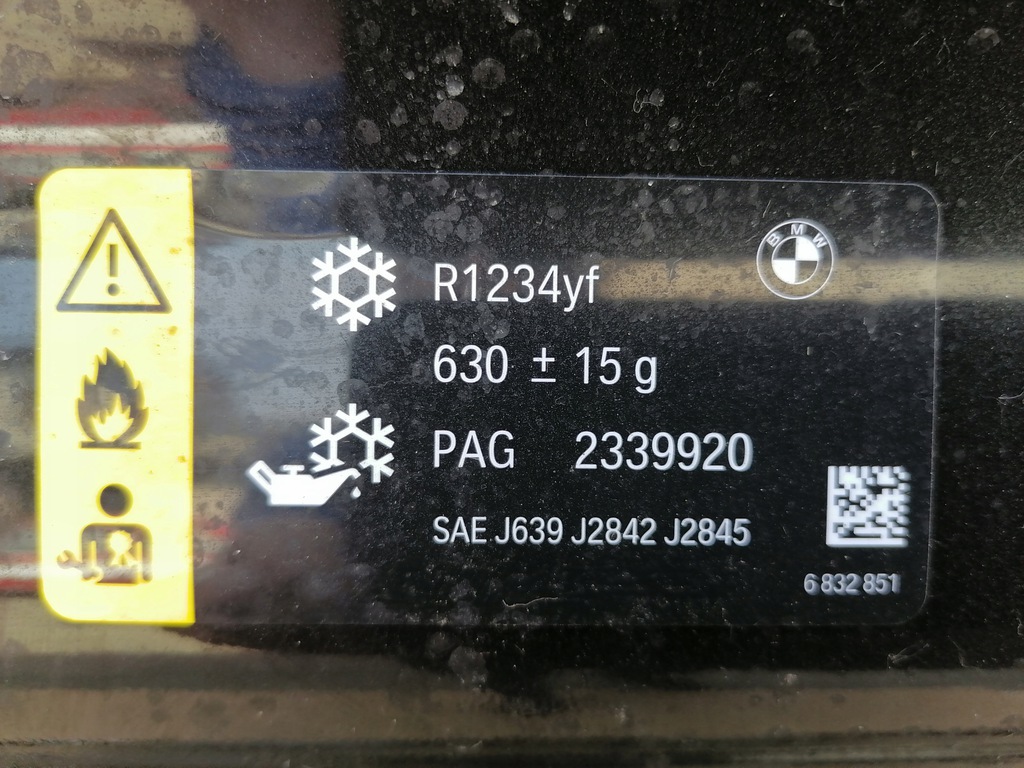 BMW
R1234yf
630 ± 15 g
PAG 2339920
SAE J639 J2842 J2845
6 832 851